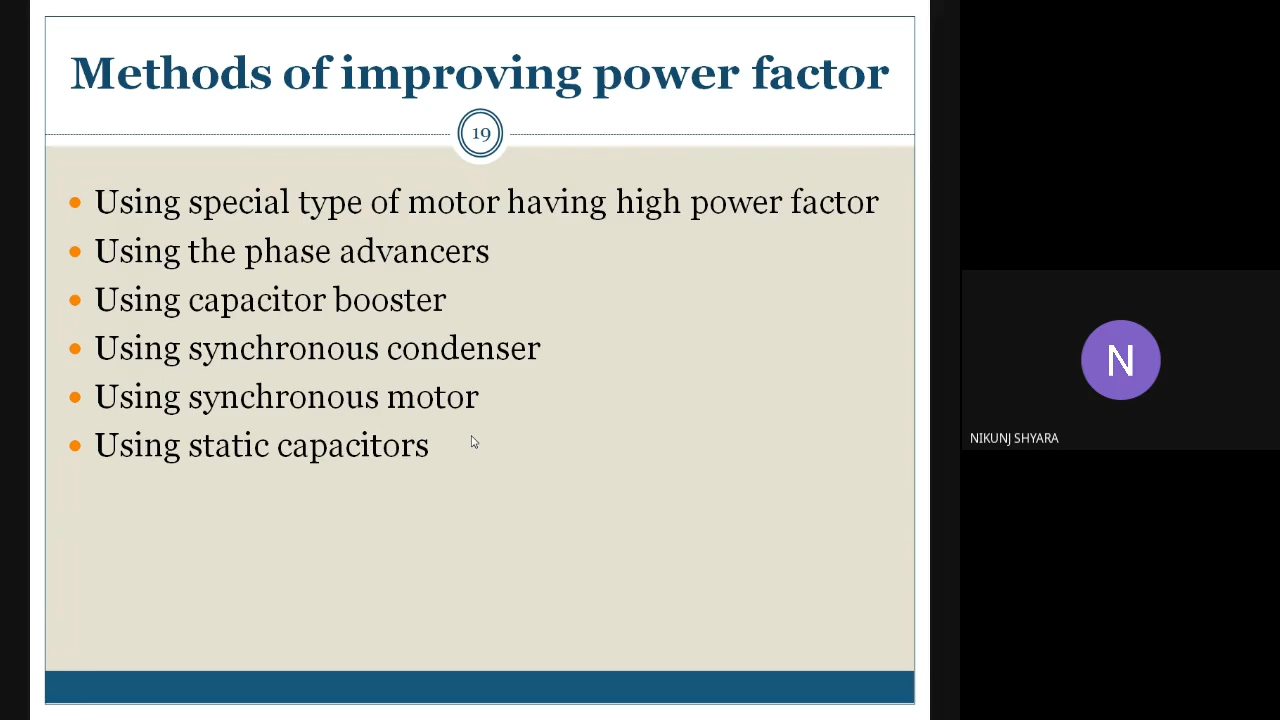 Methods of improving power factor
19
Using special type of motor having high power factor
Using the phase advancers
Using capacitor booster
Using synchronous condenser
Using synchronous motor
Using static capacitors
N
NIKUNJ SHYARA